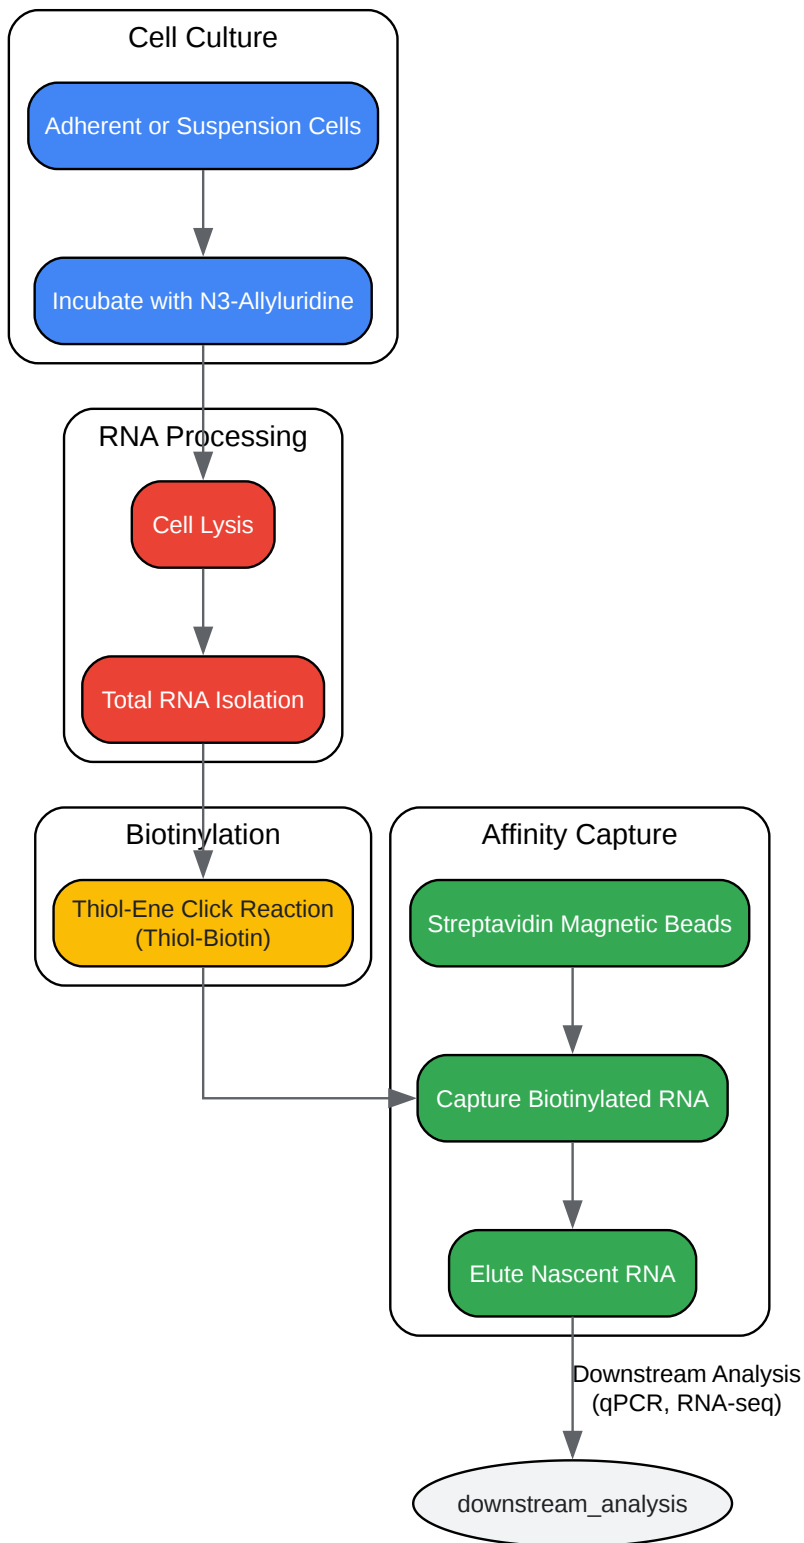 Cell Culture
Adherent or Suspension Cells
Incubate with N3-Allyluridine
RNA Processing
Cell Lysis
Total RNA Isolation
Biotinylation
Thiol-Ene Click Reaction
(Thiol-Biotin)
Affinity Capture
Streptavidin Magnetic Beads
Capture Biotinylated RNA
Elute Nascent RNA
Downstream Analysis
(qPCR, RNA-seq)
downstream_analysis